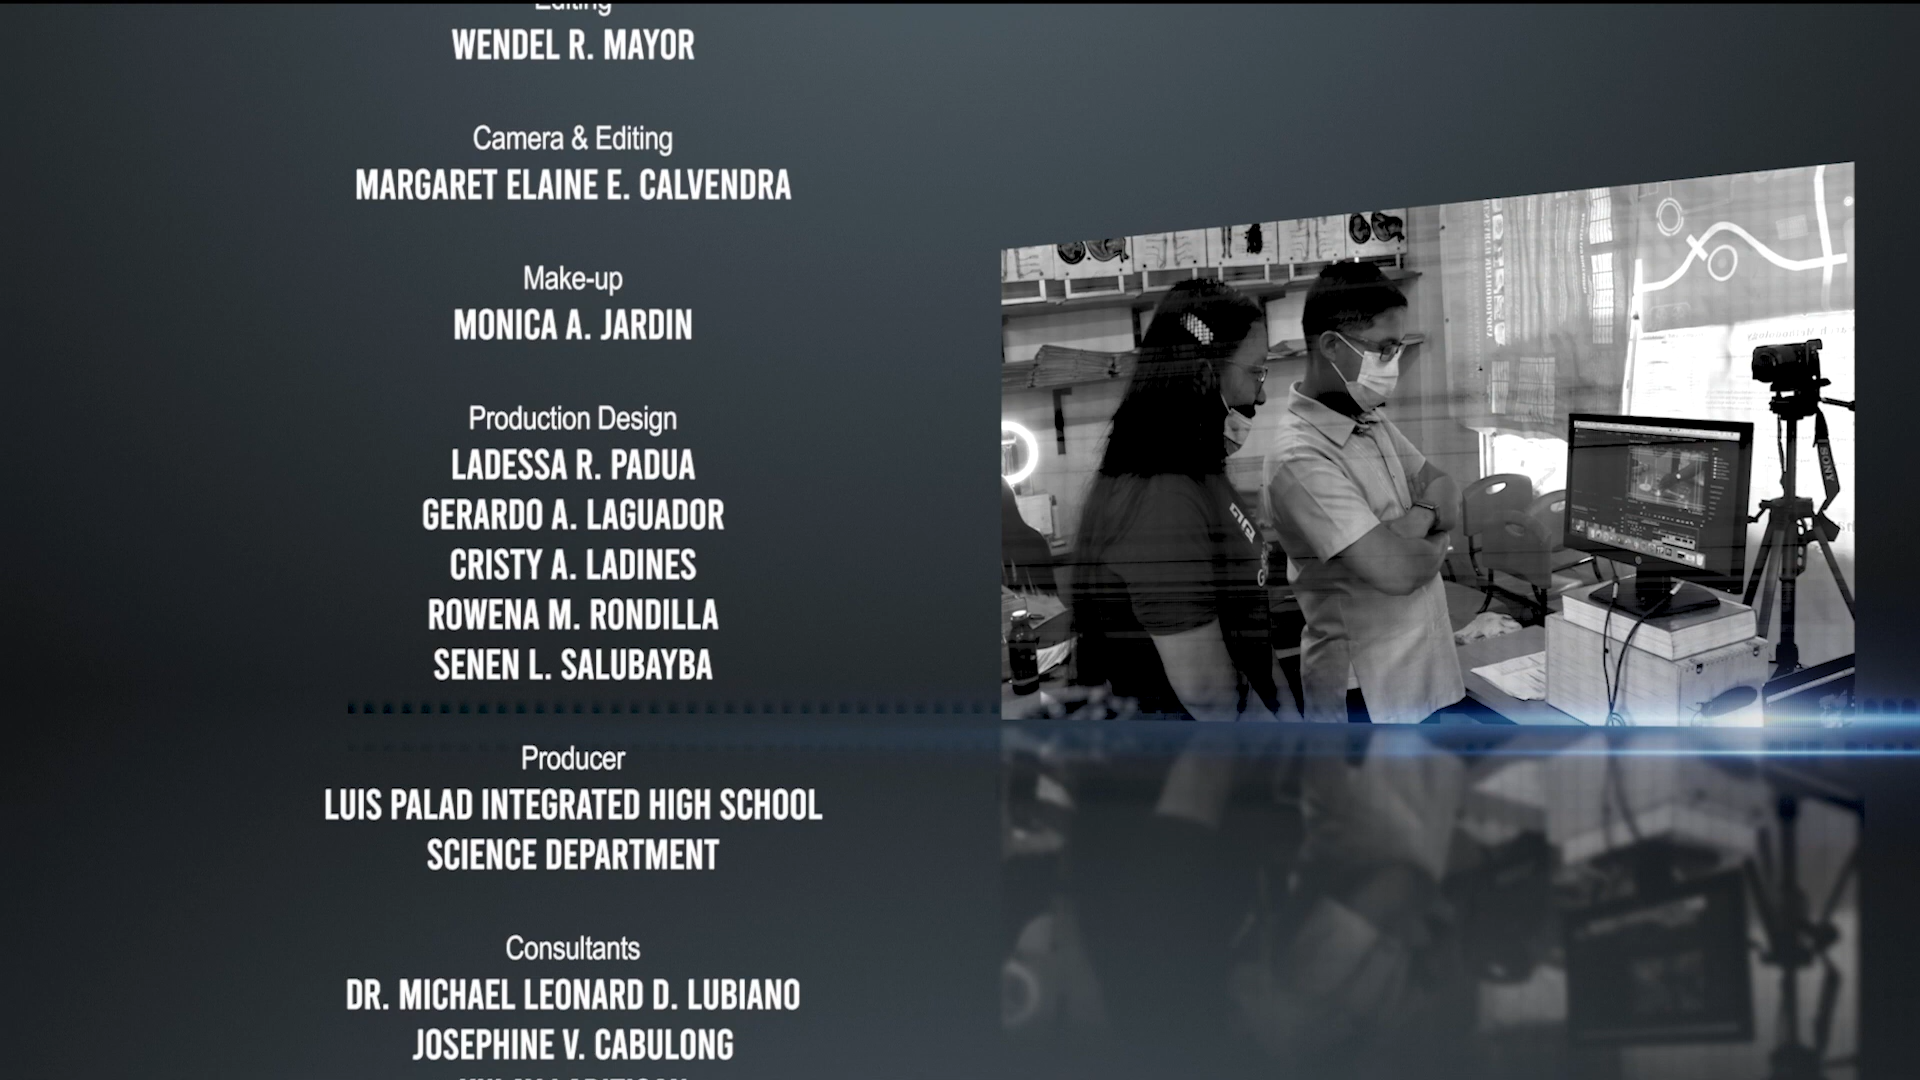 Editing
WENDEL R. MAYOR
Camera & Editing
MARGARET ELAINE E. CALVENDRA
Make-up
MONICA A. JARDIN
Production Design
LADESSA R. PADUA
GERARDO A. LAGUADOR
CRISTY A. LADINES
ROWENA M. RONDILLA
SENEN L. SALUBAYBA
Producer
LUIS PALAD INTEGRATED HIGH SCHOOL
SCIENCE DEPARTMENT
Consultants
DR. MICHAEL LEONARD D. LUBIANO
JOSEPHINE V. CABULONG
SONY